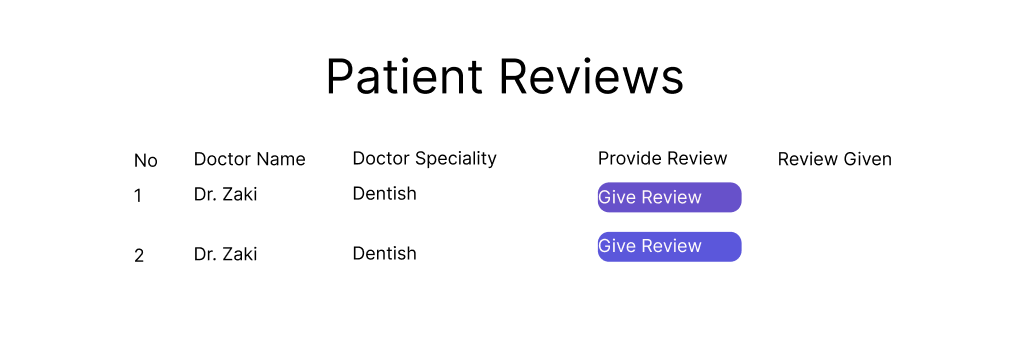 Patient Reviews
No Doctor Name Doctor Speciality Provide Review Review Given
1 Dr. Zaki Dentish Give Review
2 Dr. Zaki Dentish Give Review